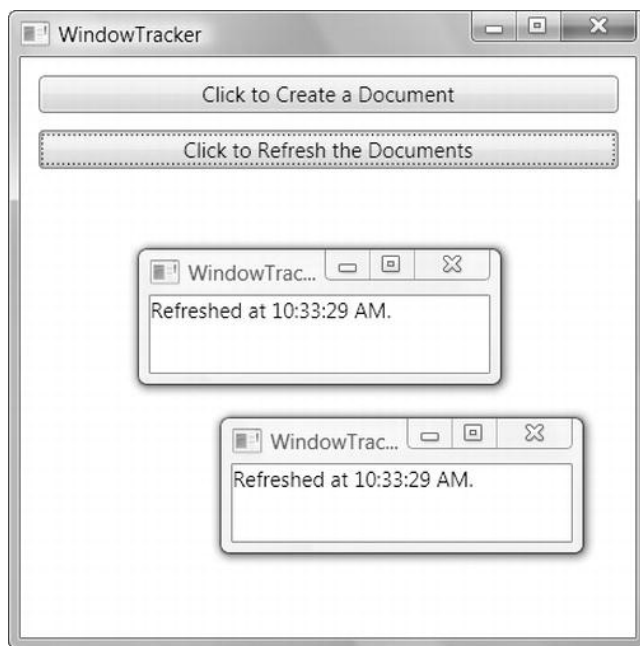 WindowTracker
Click to Create a Document
Click to Refresh the Documents
WindowTrac...
Refreshed at 10:33:29 AM.
WindowTrac...
Refreshed at 10:33:29 AM.